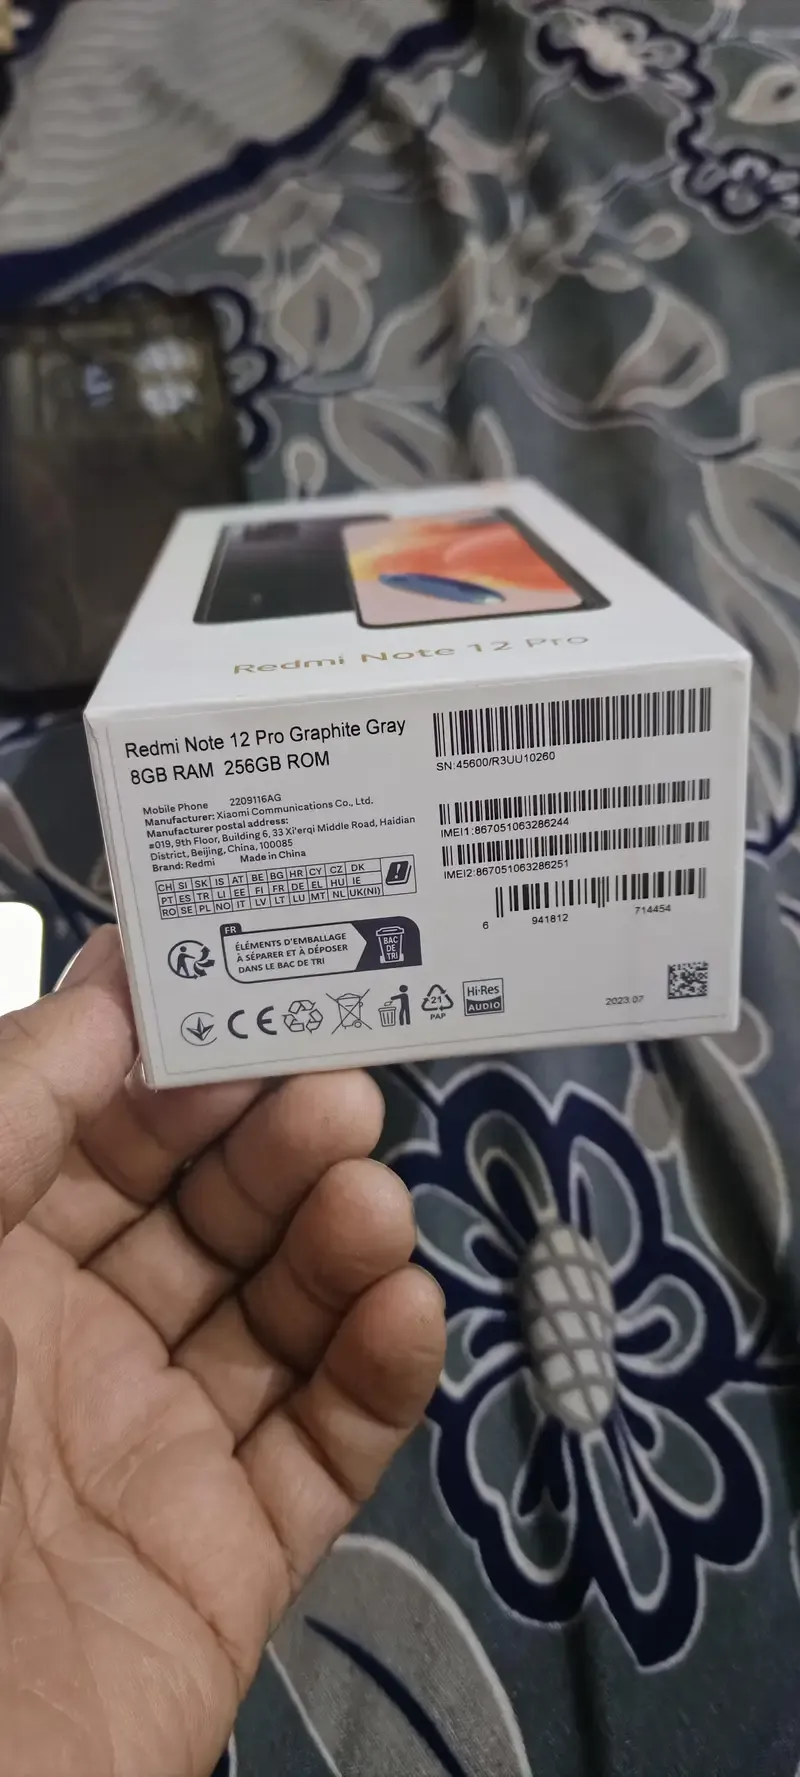 Redmi Note 12 Pro
Redmi Note 12 Pro Graphite Gray
8GB RAM 256GB ROM
Mobile Phone 2209116AG
Manufacturer: Xiaomi Communications Co., Ltd.
Manufacturer postal address:
#019, 9th Floor, Building 6, 33 Xi'erqi Middle Road, Haidian
District, Beijing, China, 100085
Brand: Redmi Made in China
CH SI SK IS AT BE BG HR CY CZ DK
PT ES TR LI EE FI FR DE EL HU IE
RO SE PL NO IT LV LT LU MT NL UK(NI)
FR
ÉLÉMENTS D'EMBALLAGE
À SÉPARER ET À DÉPOSER
DANS LE BAC DE TRI
BAC
DE
TRI
CE
21
PAP
Hi-Res
AUDIO
SN:45600/R3UU10260
IMEI1:867051063286244
IMEI2:867051063286251
6 941812 714454
2023.07